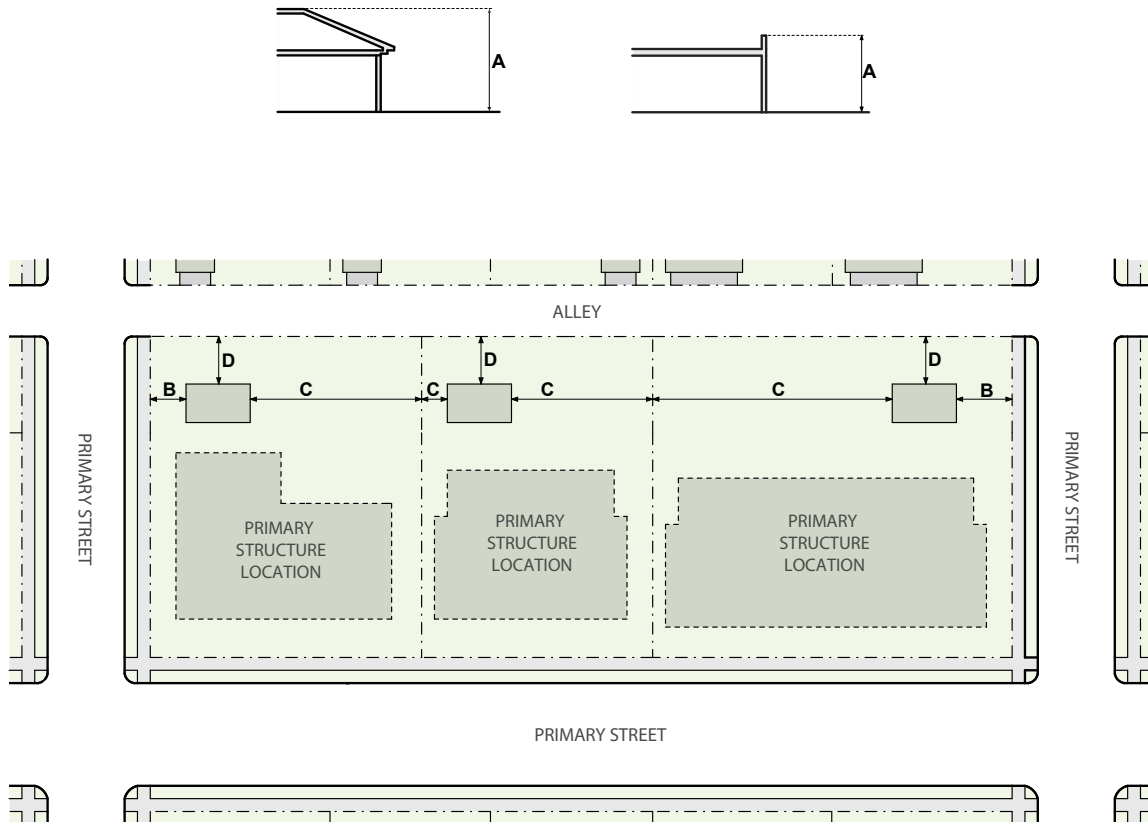 A
A
ALLEY
D
D
D
B
C
C
C
C
B
PRIMARY STREET
PRIMARY
STRUCTURE
LOCATION
PRIMARY
STRUCTURE
LOCATION
PRIMARY
STRUCTURE
LOCATION
PRIMARY STREET
PRIMARY STREET